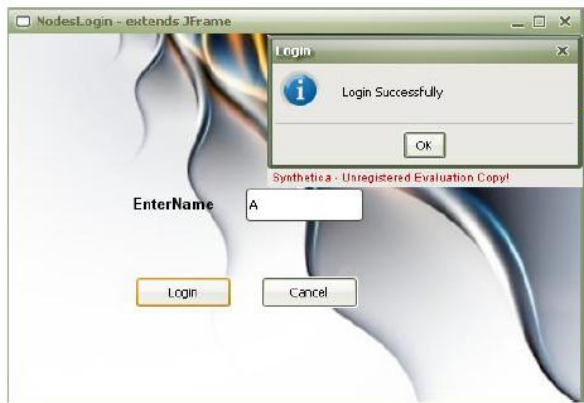 NodesLogin - extends JFrame
Login
Login Successfully
OK
Synthetica - Unregistered Evaluation Copy!
EnterName
A
Login
Cancel